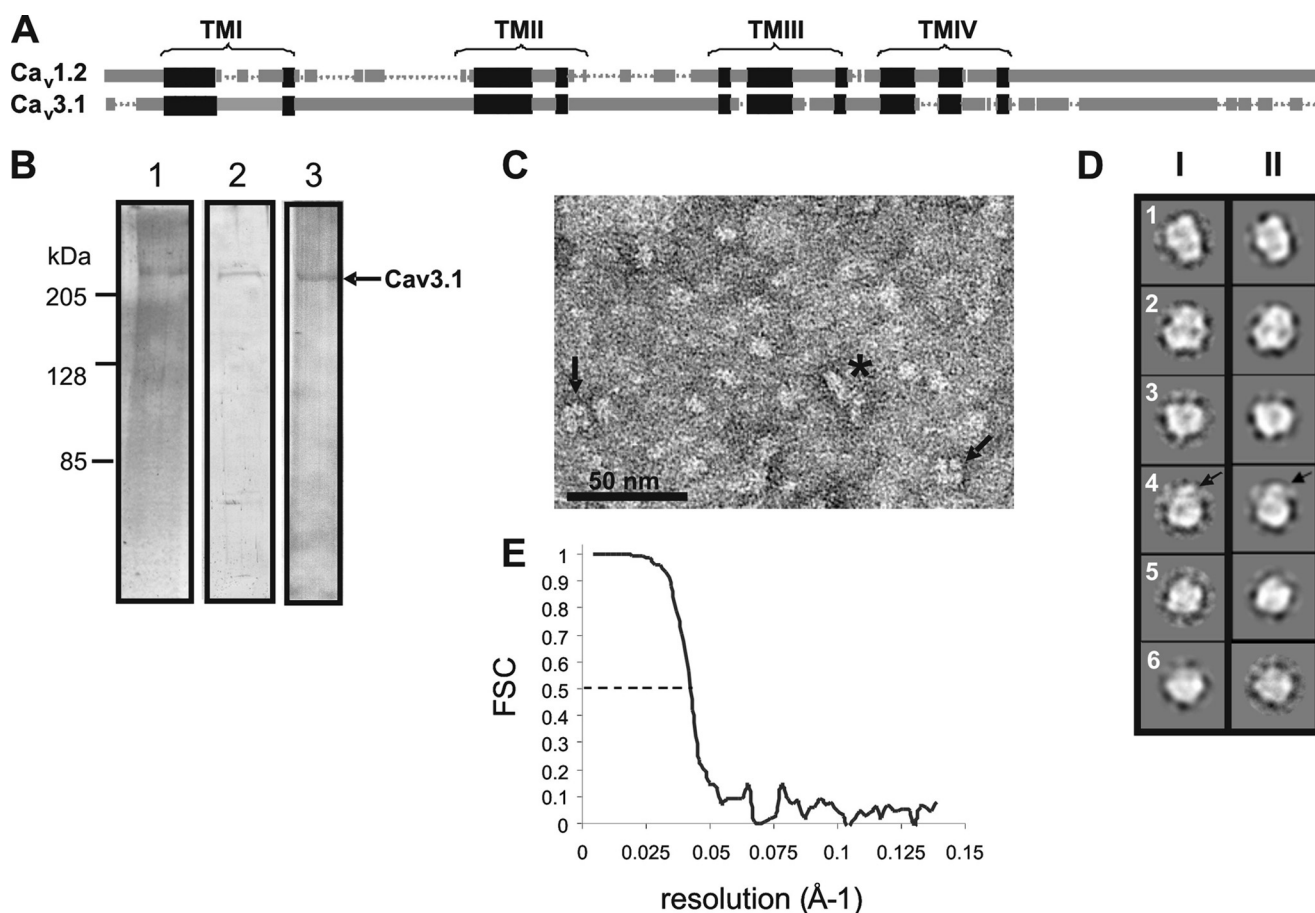 A
TMI TMII TMIII TMIV
Cav1.2
Cav3.1
B
1 2 3
kDa
205
128
85
Cav3.1
C
*
50 nm
D
I II
1
2
3
4
5
6
E
1
0.9
0.8
0.7
0.6
0.5
0.4
0.3
0.2
0.1
0
FSC
0 0.025 0.05 0.075 0.1 0.125 0.15
resolution (Å-1)